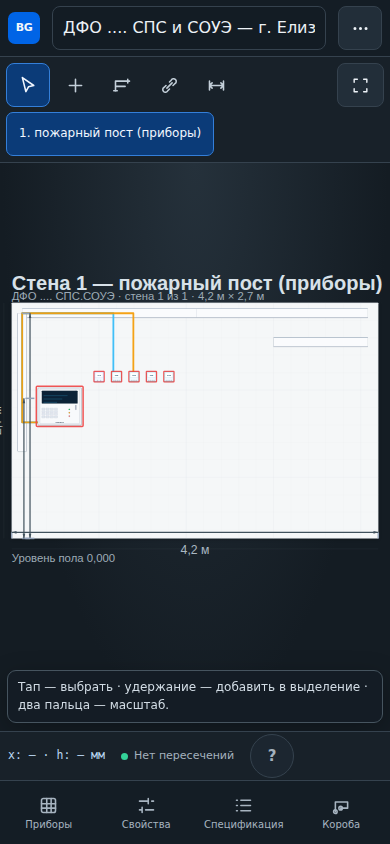 BG
ДФО .... СПС и СОУЭ — г. Елиз
1. пожарный пост (приборы)
Стена 1 — пожарный пост (приборы)
ДФО .... СПС.СОУЭ · стена 1 из 1 · 4,2 м × 2,7 м
4,2 м
Уровень пола 0,000
Тап — выбрать · удержание — добавить в выделение ·
два пальца — масштаб.
x: — · h: — мм
Нет пересечений
?
Приборы
Свойства
Спецификация
Короба